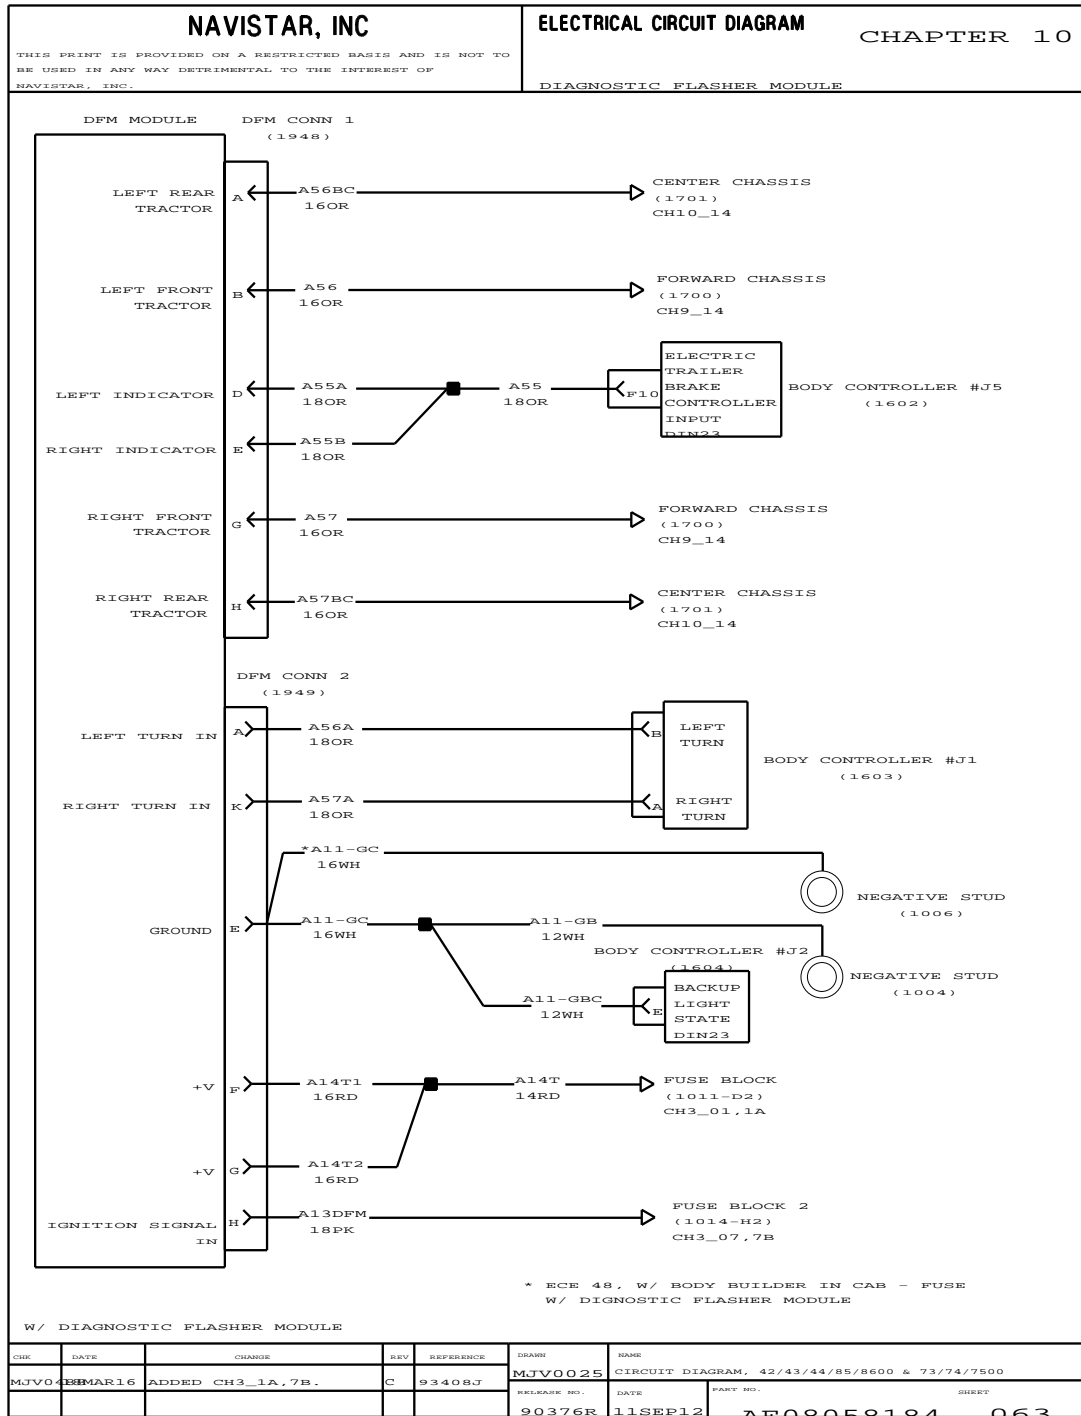 NAVISTAR, INC
ELECTRICAL CIRCUIT DIAGRAM
CHAPTER 10
THIS PRINT IS PROVIDED ON A RESTRICTED BASIS AND IS NOT TO
BE USED IN ANY WAY DETRIMENTAL TO THE INTEREST OF
NAVISTAR, INC.
DIAGNOSTIC FLASHER MODULE
DFM MODULE
DFM CONN 1
(1948)
LEFT REAR
TRACTOR
A
A56BC
16OR
CENTER CHASSIS
(1701)
CH10_14
LEFT FRONT
TRACTOR
B
A56
16OR
FORWARD CHASSIS
(1700)
CH9_14
LEFT INDICATOR
D
A55A
18OR
A55
18OR
F10
ELECTRIC
TRAILER
BRAKE
CONTROLLER
INPUT
DIN23
BODY CONTROLLER #J5
(1602)
RIGHT INDICATOR
E
A55B
18OR
RIGHT FRONT
TRACTOR
G
A57
16OR
FORWARD CHASSIS
(1700)
CH9_14
RIGHT REAR
TRACTOR
H
A57BC
16OR
CENTER CHASSIS
(1701)
CH10_14
DFM CONN 2
(1949)
LEFT TURN IN
A
A56A
18OR
B
LEFT
TURN
BODY CONTROLLER #J1
(1603)
RIGHT TURN IN
K
A57A
18OR
A
RIGHT
TURN
*A11-GC
16WH
NEGATIVE STUD
(1006)
GROUND
E
A11-GC
16WH
A11-GB
12WH
BODY CONTROLLER #J2
(1604)
NEGATIVE STUD
(1004)
A11-GBC
12WH
E
BACKUP
LIGHT
STATE
DIN23
+V
F
A14T1
16RD
A14T
14RD
FUSE BLOCK
(1011-D2)
CH3_01,1A
+V
G
A14T2
16RD
IGNITION SIGNAL
IN
H
A13DFM
18PK
FUSE BLOCK 2
(1014-H2)
CH3_07,7B
* ECE 48, W/ BODY BUILDER IN CAB - FUSE
W/ DIGNOSTIC FLASHER MODULE
W/ DIAGNOSTIC FLASHER MODULE
CHK
DATE
CHANGE
REV
REFERENCE
DRAWN
NAME
MAR16
ADDED CH3_1A,7B.
C
93408J
MJV0025
CIRCUIT DIAGRAM, 42/43/44/85/8600 & 73/74/7500
RELEASE NO.
DATE
PART NO.
SHEET
90376R
11SEP12
AF08058184
063